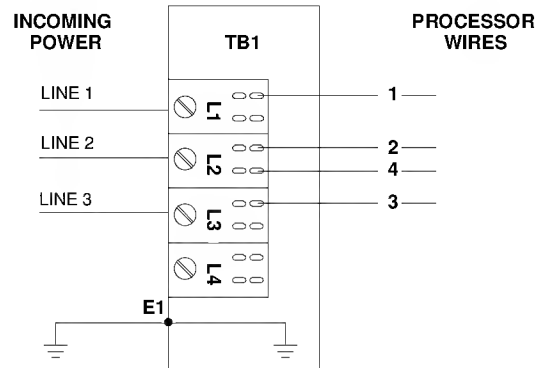 INCOMING
POWER
TB1
PROCESSOR
WIRES
LINE 1
L1
1
LINE 2
L2
2
4
LINE 3
L3
3
L4
E1